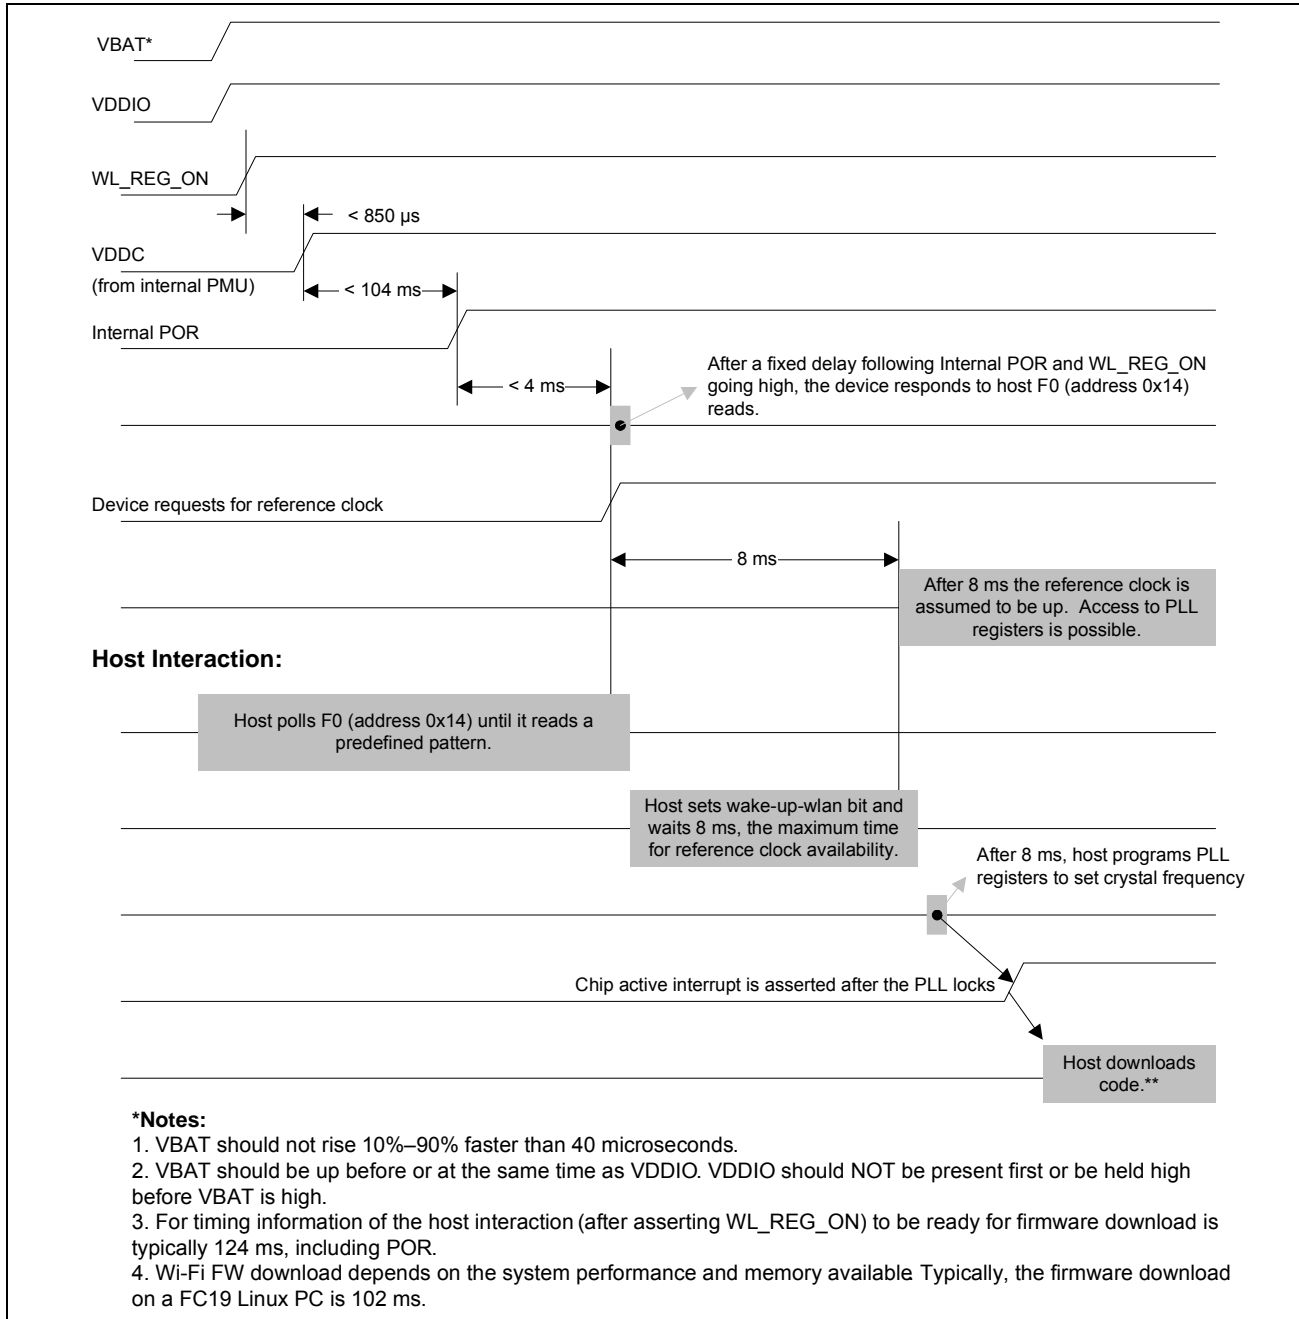 VBAT*
VDDIO
WL_REG_ON
< 850 µs
VDDC
(from internal PMU)
< 104 ms
Internal POR
After a fixed delay following Internal POR and WL_REG_ON
going high, the device responds to host F0 (address 0x14)
reads.
< 4 ms
Device requests for reference clock
8 ms
After 8 ms the reference clock is
assumed to be up. Access to PLL
registers is possible.
Host Interaction:
Host polls F0 (address 0x14) until it reads a
predefined pattern.
Host sets wake-up-wlan bit and
waits 8 ms, the maximum time
for reference clock availability.
After 8 ms, host programs PLL
registers to set crystal frequency
Chip active interrupt is asserted after the PLL locks
Host downloads
code.**
*Notes:
1. VBAT should not rise 10%–90% faster than 40 microseconds.
2. VBAT should be up before or at the same time as VDDIO. VDDIO should NOT be present first or be held high
before VBAT is high.
3. For timing information of the host interaction (after asserting WL_REG_ON) to be ready for firmware download is
typically 124 ms, including POR.
4. Wi-Fi FW download depends on the system performance and memory available. Typically, the firmware download
on a FC19 Linux PC is 102 ms.